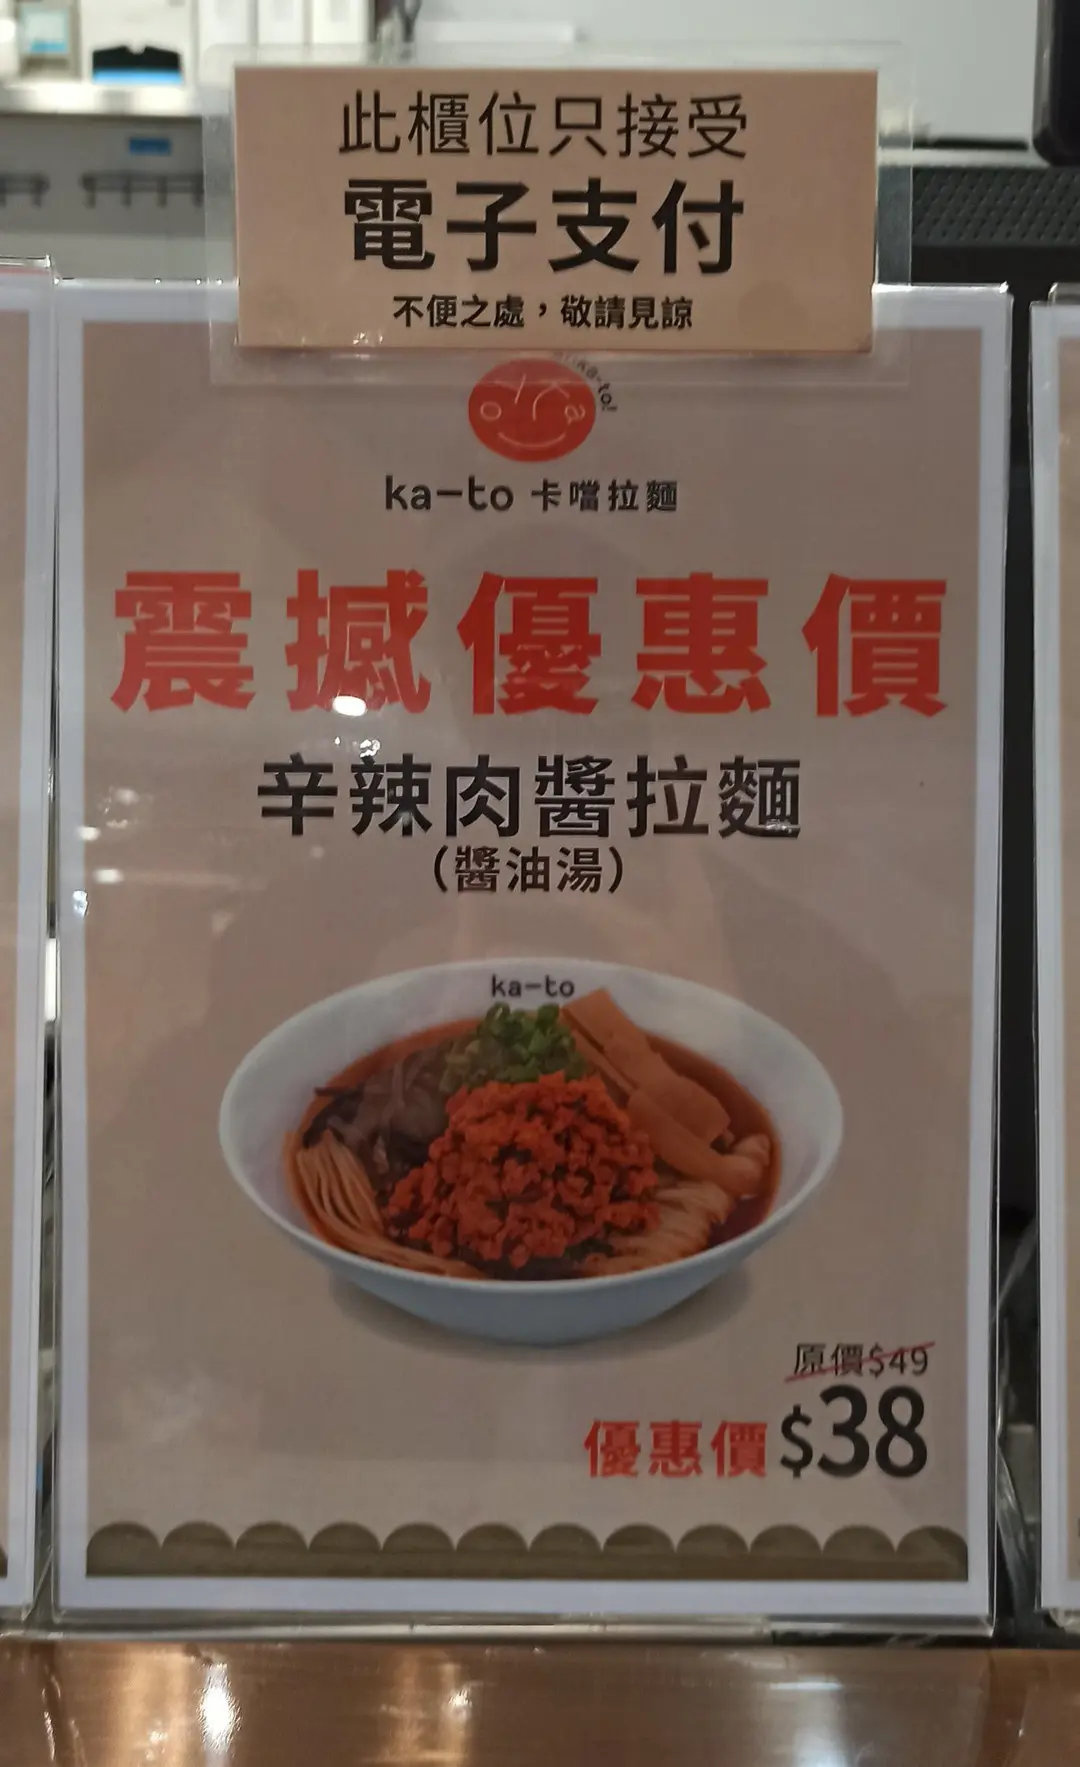 此櫃位只接受
電子支付
不便之處，敬請見諒
ka-to!
ka-to 卡噹拉麵
震撼優惠價
辛辣肉醬拉麵
(醬油湯)
ka-to
原價$49
優惠價$38